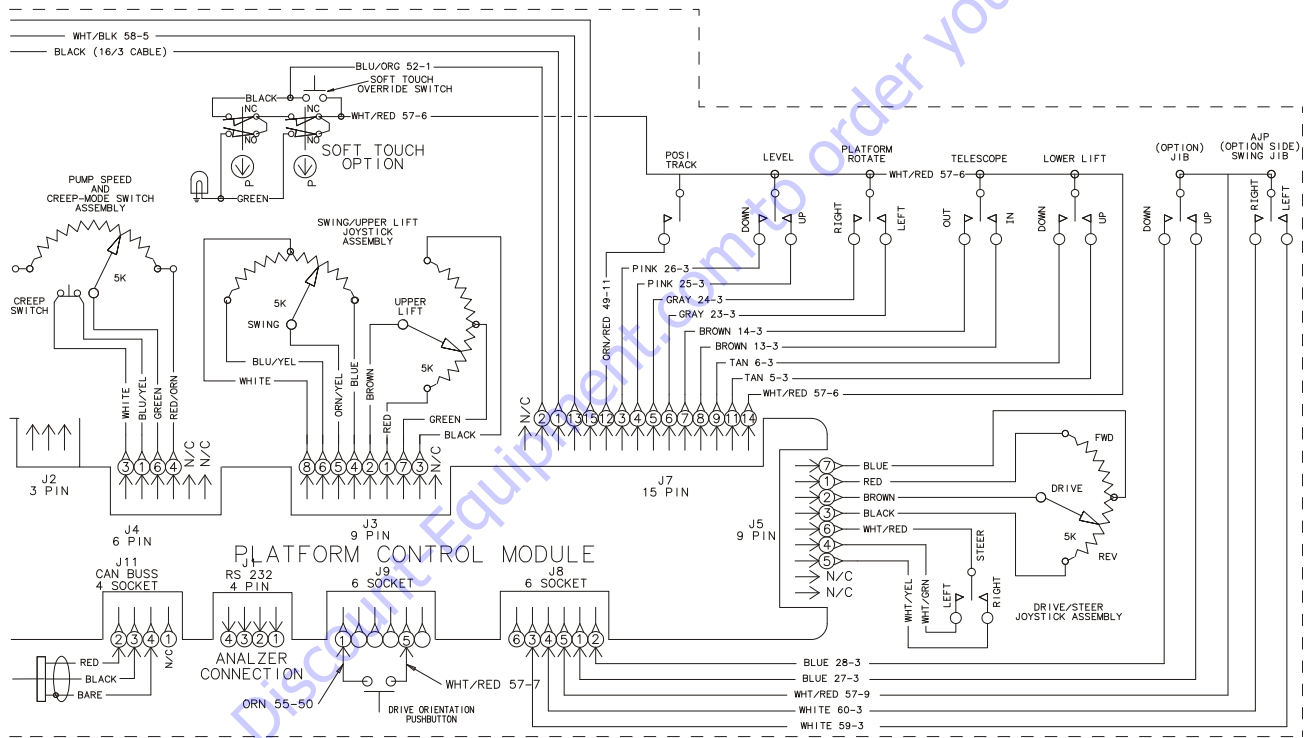 WHT/BLK 58-5
BLACK (16/3 CABLE)
BLU/ORG 52-1
SOFT TOUCH
OVERRIDE SWITCH
BLACK
NC
NC
WHT/RED 57-6
NO
NO
SOFT TOUCH
OPTION
P
P
GREEN
PUMP SPEED
AND
CREEP-MODE SWITCH
ASSEMBLY
5K
CREEP
SWITCH
SWING/UPPER LIFT
JOYSTICK
ASSEMBLY
5K
SWING
UPPER
LIFT
5K
BLU/YEL
WHITE
ORN/YEL
BLUE
BROWN
RED
GREEN
BLACK
WHITE
BLU/YEL
GREEN
RED/ORN
N/C
N/C
3 1 6 4
8 6 5 4 2 1 7 3
N/C
J2
3 PIN
J4
6 PIN
J3
9 PIN
POSI
TRACK
LEVEL
PLATFORM
ROTATE
TELESCOPE
LOWER LIFT
(OPTION)
JIB
AJP
(OPTION SIDE)
SWING JIB
WHT/RED 57-6
DOWN
UP
RIGHT
LEFT
OUT
IN
DOWN
UP
DOWN
UP
RIGHT
LEFT
ORN/RED 49-11
PINK 26-3
PINK 25-3
GRAY 24-3
GRAY 23-3
BROWN 14-3
BROWN 13-3
TAN 6-3
TAN 5-3
WHT/RED 57-6
N/C
2 1 13 15 12 3 4 5 6 7 8 9 11 14
J7
15 PIN
J5
9 PIN
7 BLUE
1 RED
2 BROWN
3 BLACK
6 WHT/RED
4
5
N/C
N/C
WHT/YEL
WHT/GRN
STEER
LEFT
RIGHT
FWD
DRIVE
5K
REV
DRIVE/STEER
JOYSTICK ASSEMBLY
PLATFORM CONTROL MODULE
J11
CAN BUSS
4 SOCKET
2 3 4 1
N/C
RED
BLACK
BARE
J1
RS 232
4 PIN
4 3 2 1
ANALZER
CONNECTION
J9
6 SOCKET
1 5
ORN 55-50
WHT/RED 57-7
DRIVE ORIENTATION
PUSHBUTTON
J8
6 SOCKET
6 3 4 5 1 2
BLUE 28-3
BLUE 27-3
WHT/RED 57-9
WHITE 60-3
WHITE 59-3
Discount-Equipment.com to order you